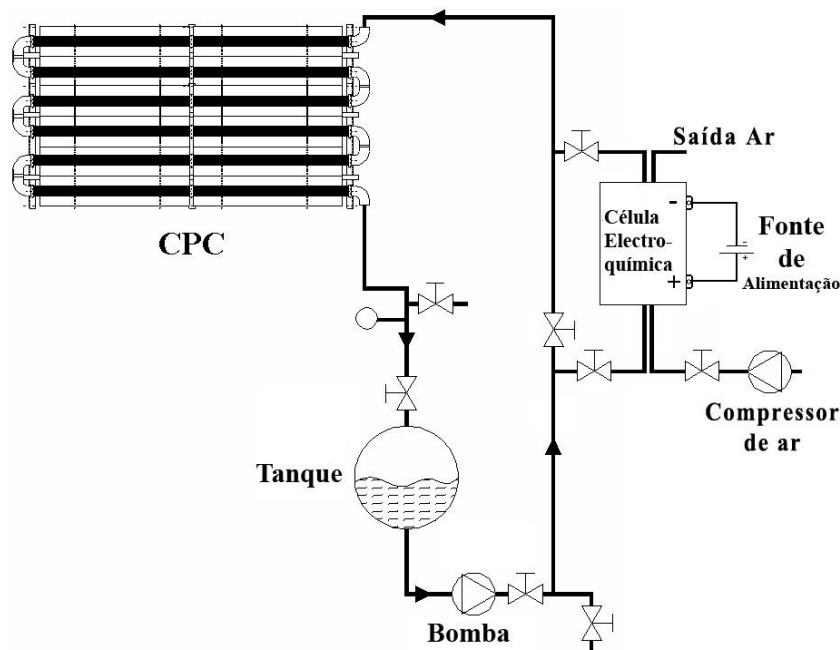 CPC
Saída Ar
Célula
Electro-
química
-
+
-
+
Fonte
de
Alimentação
Compressor
de ar
Tanque
Bomba